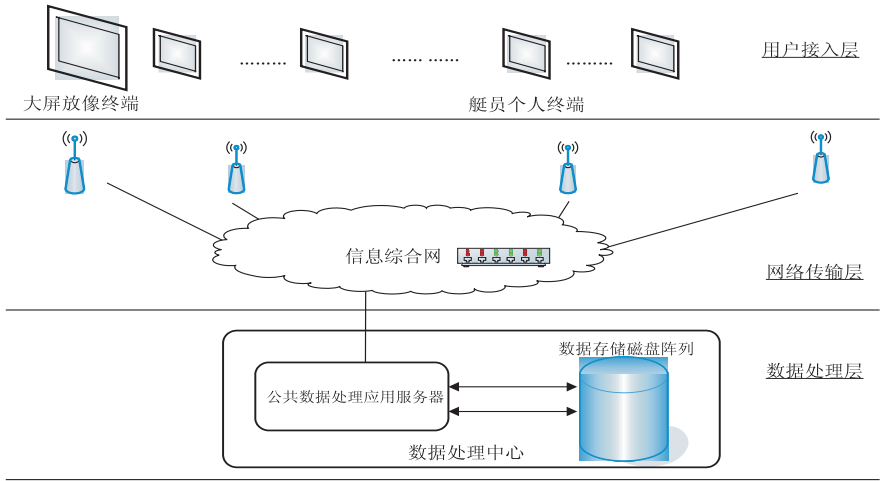 用户接入层
……… …… …… ………
大屏放像终端
艇员个人终端
信息综合网
网络传输层
数据存储磁盘阵列
数据处理层
公共数据处理应用服务器
数据处理中心